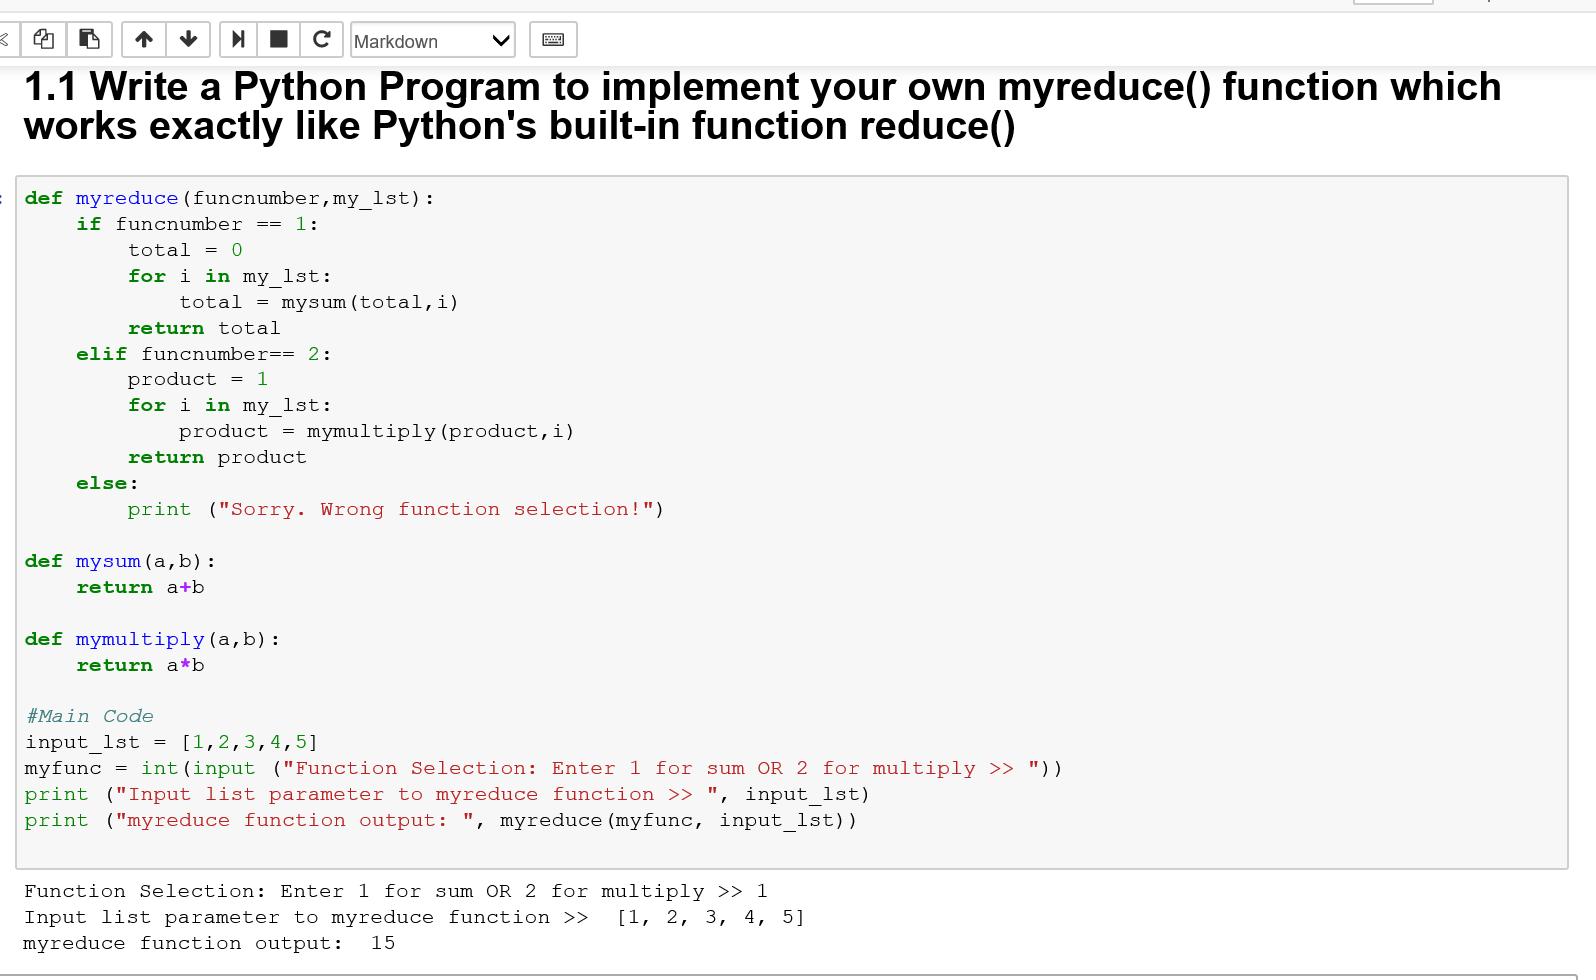 Markdown
1.1 Write a Python Program to implement your own myreduce() function which
works exactly like Python's built-in function reduce()
def myreduce(funcnumber,my_lst):
    if funcnumber == 1:
        total = 0
        for i in my_lst:
            total = mysum(total,i)
        return total
    elif funcnumber== 2:
        product = 1
        for i in my_lst:
            product = mymultiply(product,i)
        return product
    else:
        print ("Sorry. Wrong function selection!")
def mysum(a,b):
    return a+b
def mymultiply(a,b):
    return a*b
#Main Code
input_lst = [1,2,3,4,5]
myfunc = int(input ("Function Selection: Enter 1 for sum OR 2 for multiply >> "))
print ("Input list parameter to myreduce function >> ", input_lst)
print ("myreduce function output: ", myreduce(myfunc, input_lst))
Function Selection: Enter 1 for sum OR 2 for multiply >> 1
Input list parameter to myreduce function >>  [1, 2, 3, 4, 5]
myreduce function output:  15